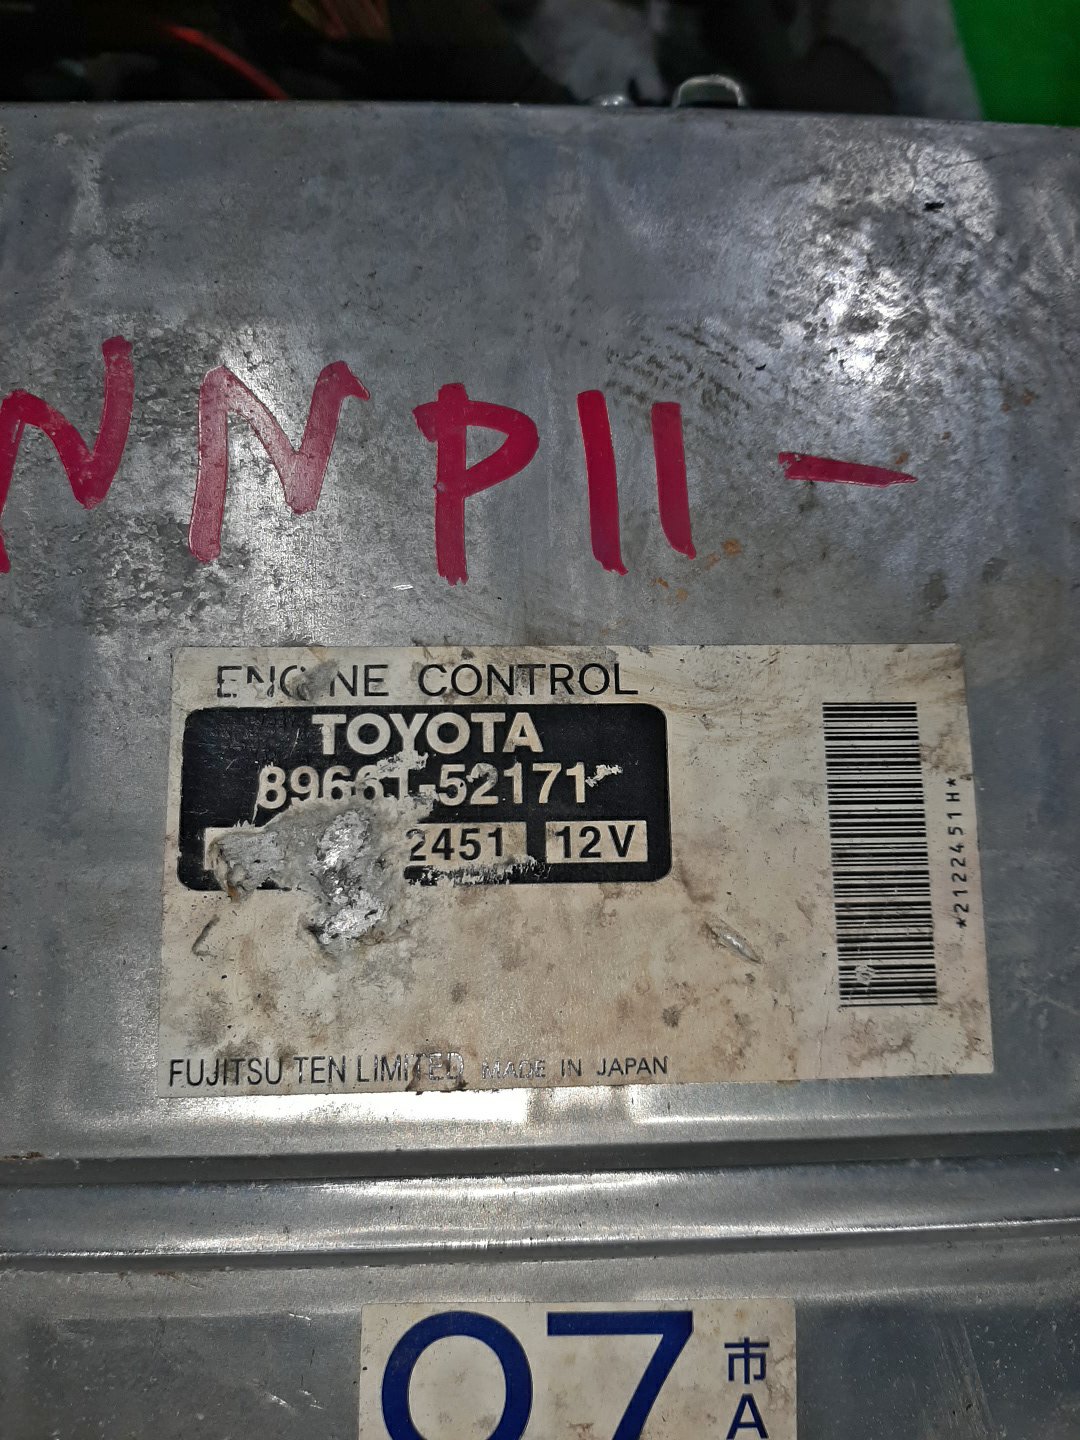 NNP11-
ENGINE CONTROL
TOYOTA
89661-52171
2451 12V
*2122451H*
FUJITSU TEN LIMITED MADE IN JAPAN
07
市
A